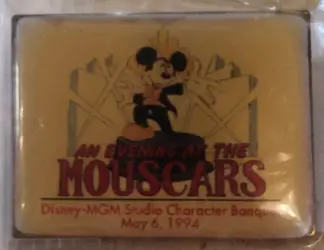 AN EVENING AT THE
MOUSCARS
Disney-MGM Studio Character Banquet
May 6, 1994